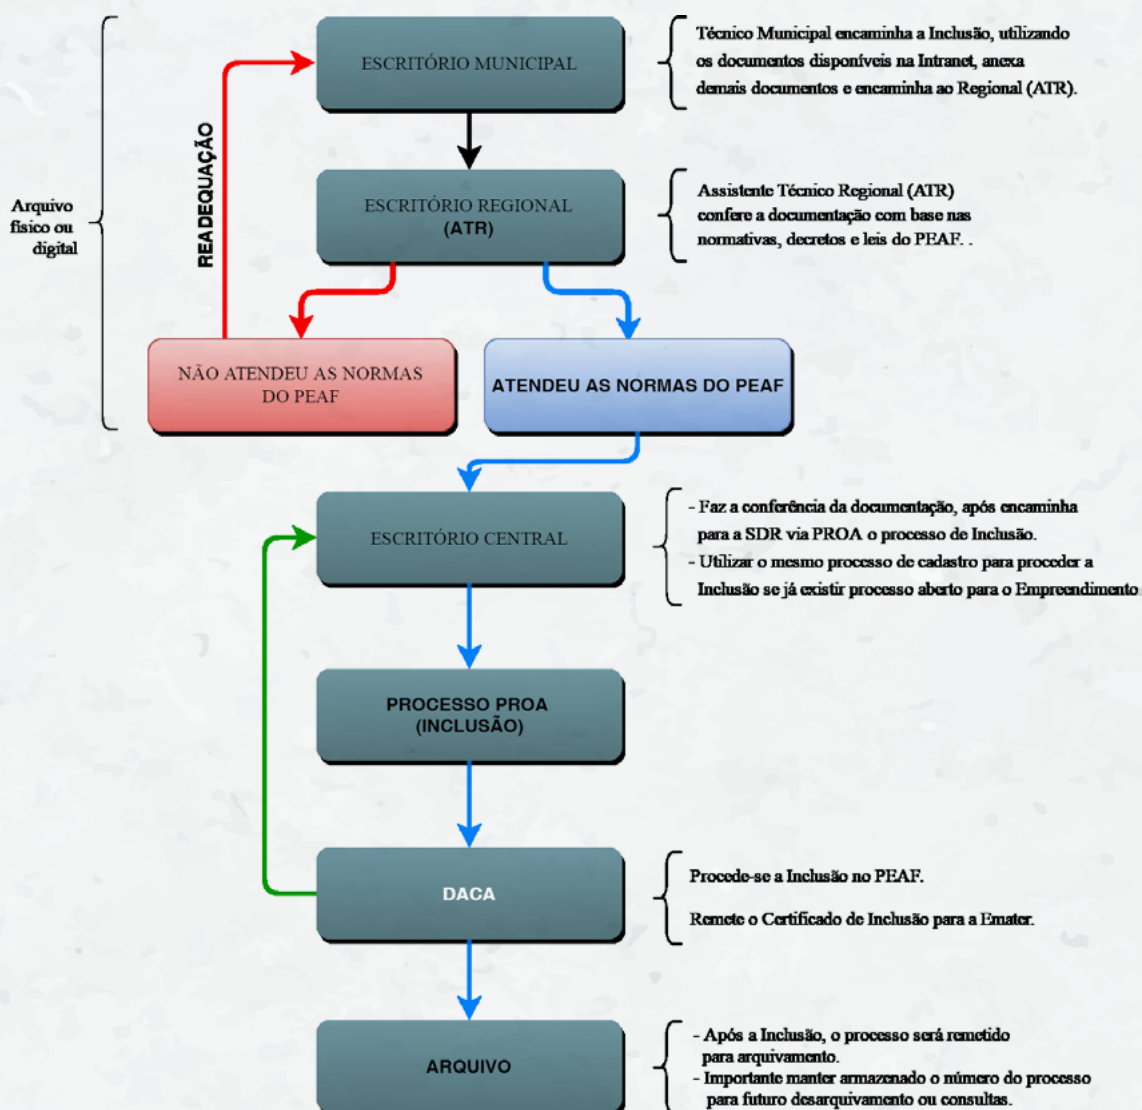 ESCRITÓRIO MUNICIPAL
Técnico Municipal encaminha a Inclusão, utilizando
os documentos disponíveis na Intranet, anexa
demais documentos e encaminha ao Regional (ATR).
READEQUAÇÃO
Arquivo
físico ou
digital
ESCRITÓRIO REGIONAL
(ATR)
Assistente Técnico Regional (ATR)
confere a documentação com base nas
normativas, decretos e leis do PEAF. .
NÃO ATENDEU AS NORMAS
DO PEAF
ATENDEU AS NORMAS DO PEAF
ESCRITÓRIO CENTRAL
- Faz a conferência da documentação, após encaminha
para a SDR via PROA o processo de Inclusão.
- Utilizar o mesmo processo de cadastro para proceder a
Inclusão se já existir processo aberto para o Empreendimento
PROCESSO PROA
(INCLUSÃO)
DACA
Procede-se a Inclusão no PEAF.
Remete o Certificado de Inclusão para a Emater.
ARQUIVO
- Após a Inclusão, o processo será remetido
para arquivamento.
- Importante manter armazenado o número do processo
para futuro desarquivamento ou consultas.